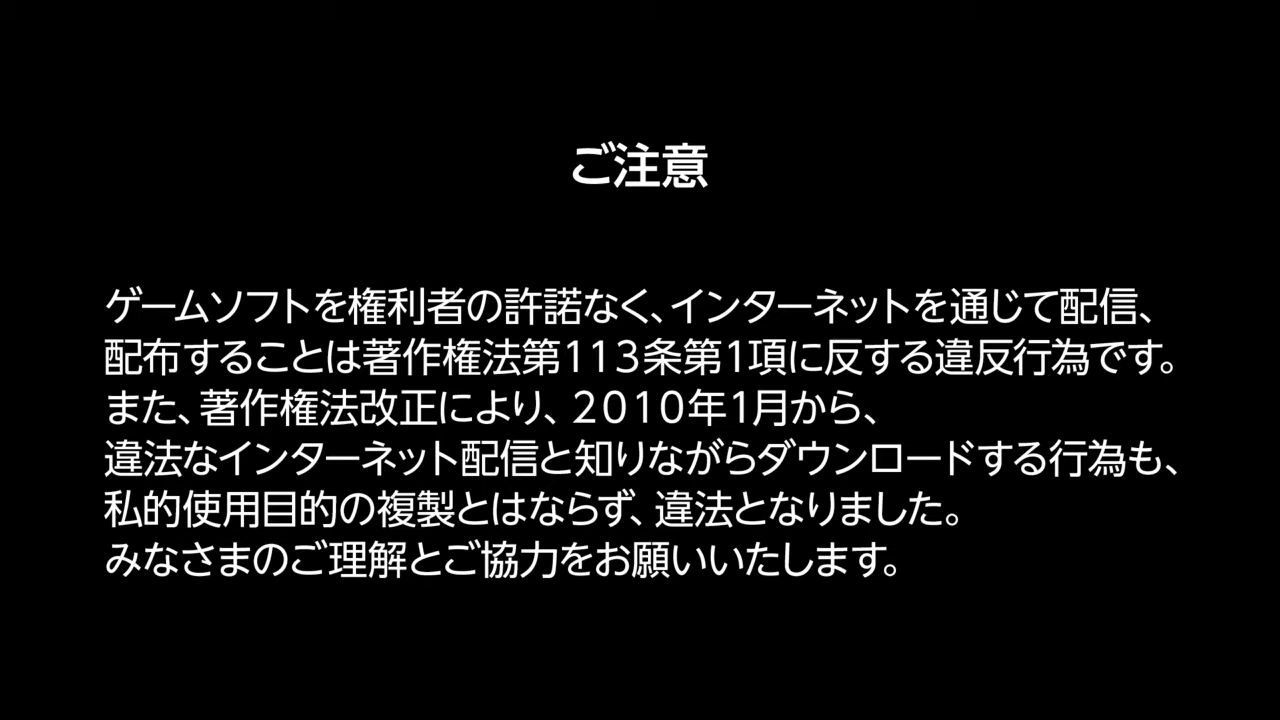 ご注意
ゲームソフトを権利者の許諾なく、インターネットを通じて配信、
配布することは著作権法第113条第1項に反する違反行為です。
また、著作権法改正により、2010年1月から、
違法なインターネット配信と知りながらダウンロードする行為も、
私的使用目的の複製とはならず、違法となりました。
みなさまのご理解とご協力をお願いいたします。